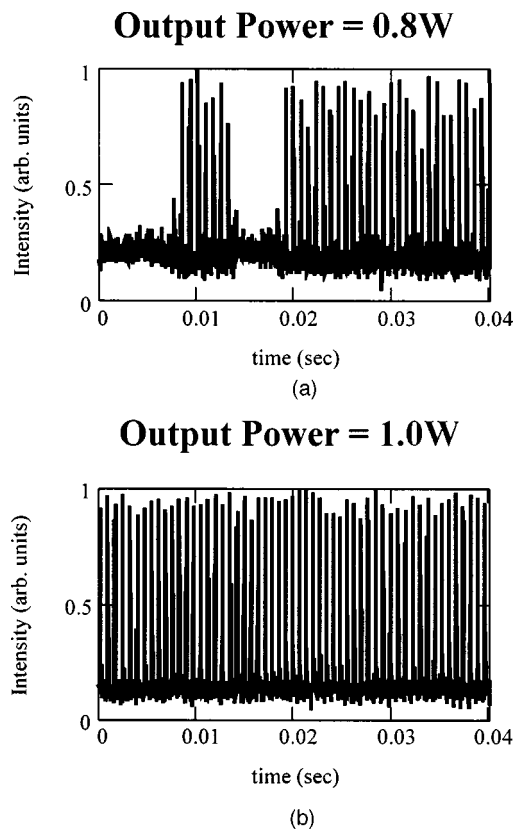 Output Power = 0.8W
1
0.5
0
Intensity (arb. units)
0 0.01 0.02 0.03 0.04
time (sec)
(a)
Output Power = 1.0W
1
0.5
0
Intensity (arb. units)
0 0.01 0.02 0.03 0.04
time (sec)
(b)